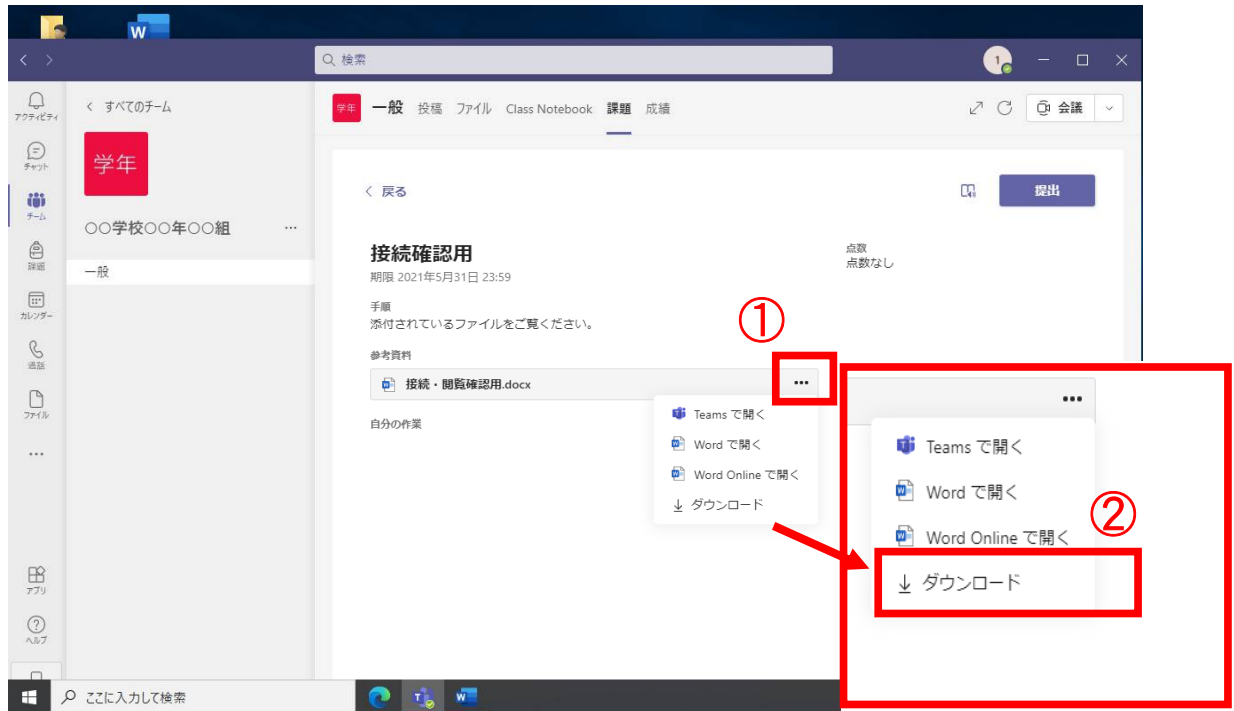 W
検索
1
アクティビティ
チャット
チーム
課題
カレンダー
通話
ファイル
...
アプリ
ヘルプ
すべてのチーム
学年
〇〇学校〇〇年〇〇組
...
一般
学年 一般 投稿 ファイル Class Notebook 課題 成績
会議
戻る
提出
接続確認用
期限 2021年5月31日 23:59
点数
点数なし
手順
添付されているファイルをご覧ください。
参考資料
接続・閲覧確認用.docx
...
自分の作業
Teams で開く
Word で開く
Word Online で開く
ダウンロード
①
...
Teams で開く
Word で開く
Word Online で開く
ダウンロード
②
ここに入力して検索